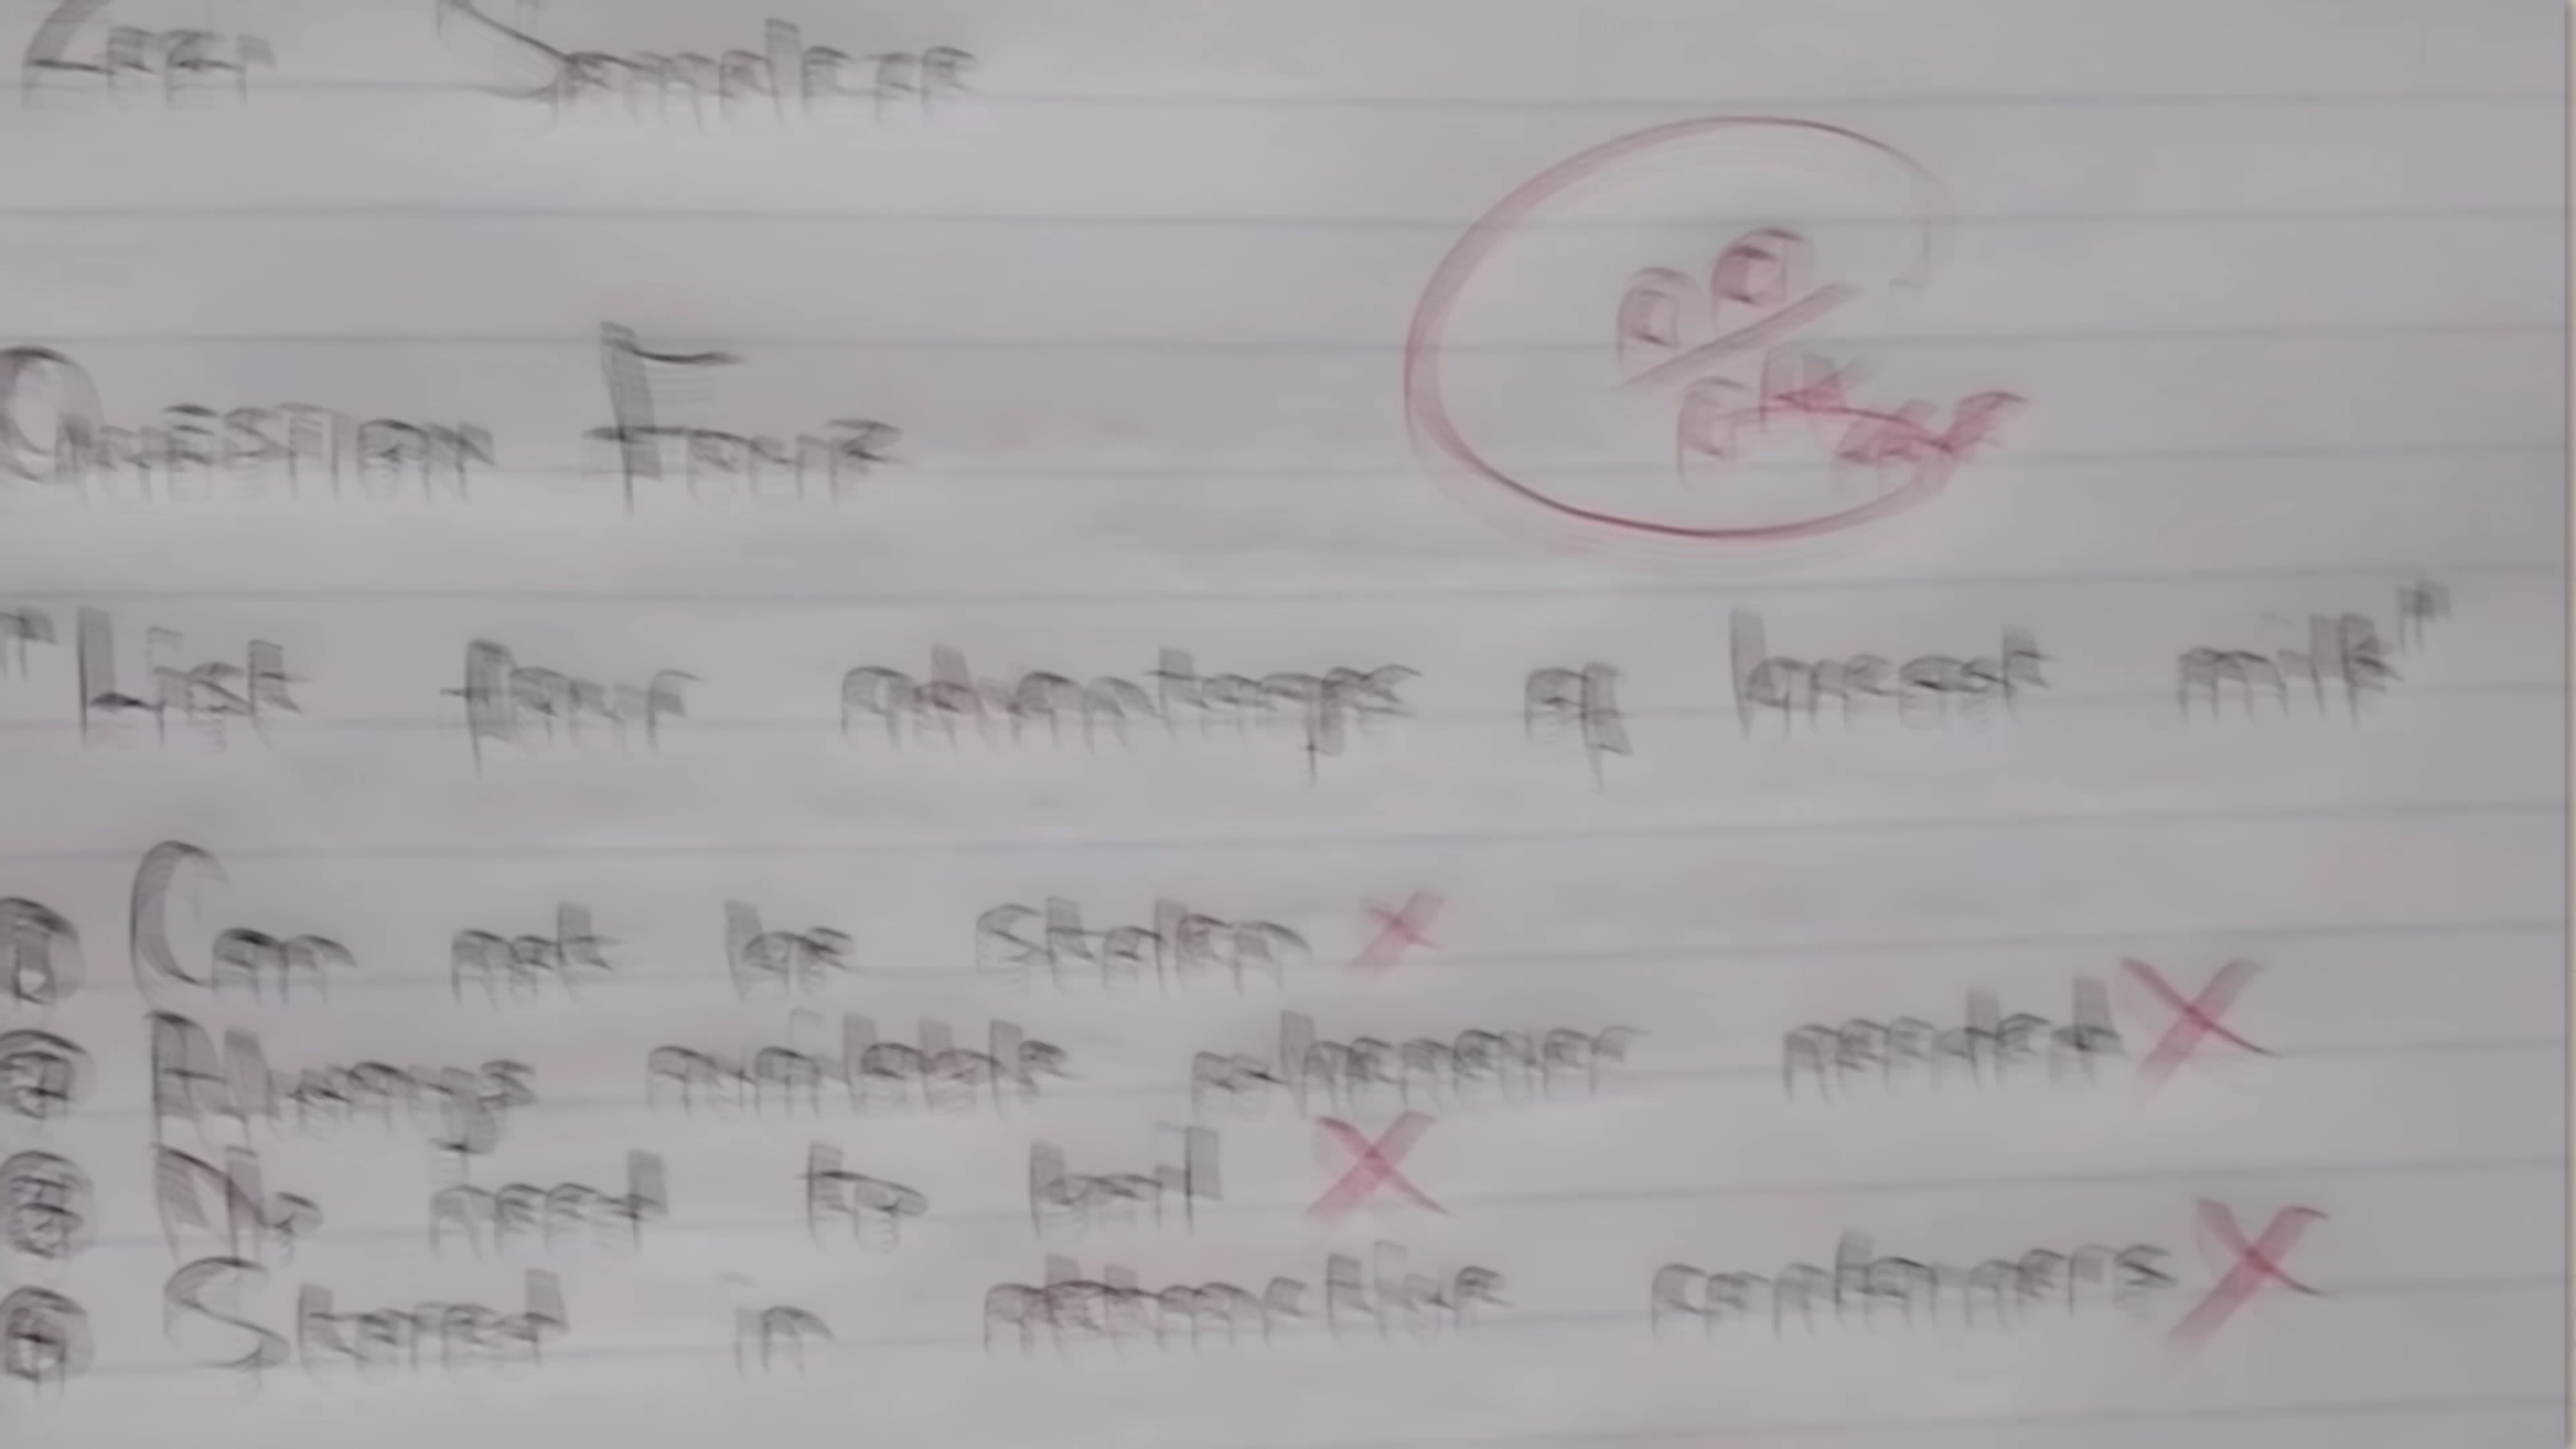 Question Four
"List four advantages of breast milk"
① Can not be stolen
② Always available whenever needed
③ No need to boil
④ Stored in attractive containers